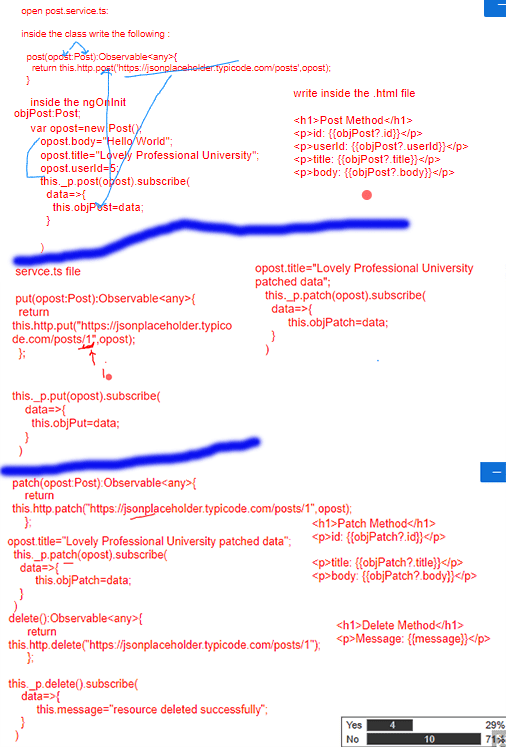 open post.service.ts:
inside the class write the following :
post(opost:Post):Observable<any>{
return this.http.post('https://jsonplaceholder.typicode.com/posts',opost);
}
inside the ngOnInit
objPost:Post;
var opost=new Post();
opost.body="Hello World";
opost.title="Lovely Professional University";
opost.userId=5;
this._p.post(opost).subscribe(
data=>{
this.objPost=data;
}
)
write inside the .html file
<h1>Post Method</h1>
<p>id: {{objPost?.id}}</p>
<p>userId: {{objPost?.userId}}</p>
<p>title: {{objPost?.title}}</p>
<p>body: {{objPost?.body}}</p>
servce.ts file
put(opost:Post):Observable<any>{
return
this.http.put("https://jsonplaceholder.typico
de.com/posts/1",opost);
};
this._p.put(opost).subscribe(
data=>{
this.objPut=data;
}
)
opost.title="Lovely Professional University
patched data";
this._p.patch(opost).subscribe(
data=>{
this.objPatch=data;
}
)
patch(opost:Post):Observable<any>{
return
this.http.patch("https://jsonplaceholder.typicode.com/posts/1",opost);
};
opost.title="Lovely Professional University patched data";
this._p.patch(opost).subscribe(
data=>{
this.objPatch=data;
}
)
<h1>Patch Method</h1>
<p>id: {{objPatch?.id}}</p>
<p>title: {{objPatch?.title}}</p>
<p>body: {{objPatch?.body}}</p>
delete():Observable<any>{
return
this.http.delete("https://jsonplaceholder.typicode.com/posts/1");
};
this._p.delete().subscribe(
data=>{
this.message="resource deleted successfully";
}
)
<h1>Delete Method</h1>
<p>Message: {{message}}</p>
Yes 4 29%
No 10 71%